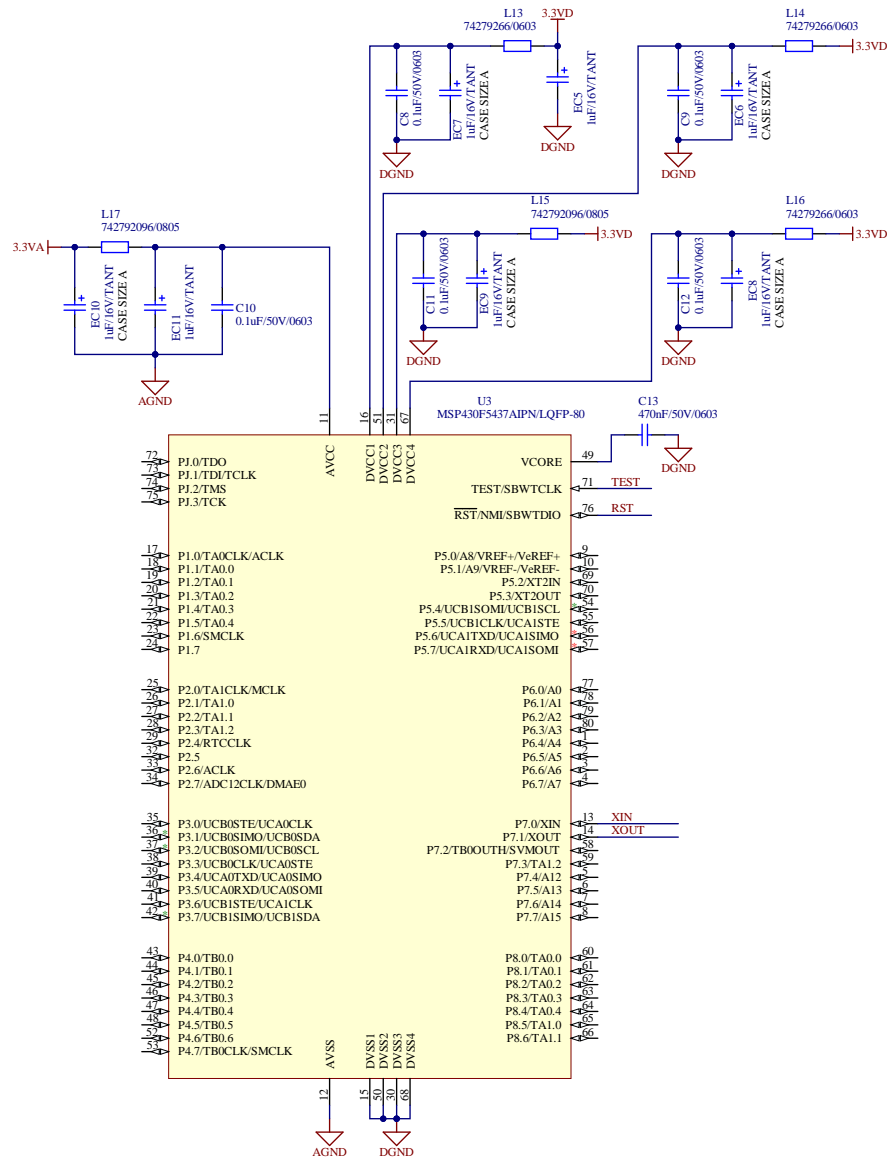 L13
74279266/0603
3.3VD
C8
0.1uF/50V/0603
EC7
1uF/16V/TANT
CASE SIZE A
EC5
1uF/16V/TANT
DGND
DGND
L14
74279266/0603
3.3VD
C9
0.1uF/50V/0603
EC6
1uF/16V/TANT
CASE SIZE A
DGND
L17
742792096/0805
3.3VA
EC10
1uF/16V/TANT
CASE SIZE A
EC11
1uF/16V/TANT
C10
0.1uF/50V/0603
AGND
L15
742792096/0805
3.3VD
C11
0.1uF/50V/0603
EC9
1uF/16V/TANT
CASE SIZE A
DGND
L16
74279266/0603
3.3VD
C12
0.1uF/50V/0603
EC8
1uF/16V/TANT
CASE SIZE A
DGND
U3
MSP430F5437AIPN/LQFP-80
C13
470nF/50V/0603
DGND
11 AVCC
16 DVCC1
51 DVCC2
31 DVCC3
67 DVCC4
72 PJ.0/TDO
73 PJ.1/TDI/TCLK
74 PJ.2/TMS
75 PJ.3/TCK
17 P1.0/TA0CLK/ACLK
18 P1.1/TA0.0
19 P1.2/TA0.1
20 P1.3/TA0.2
21 P1.4/TA0.3
22 P1.5/TA0.4
23 P1.6/SMCLK
24 P1.7
25 P2.0/TA1CLK/MCLK
26 P2.1/TA1.0
27 P2.2/TA1.1
28 P2.3/TA1.2
29 P2.4/RTCCLK
32 P2.5
33 P2.6/ACLK
34 P2.7/ADC12CLK/DMAE0
35 P3.0/UCB0STE/UCA0CLK
36 P3.1/UCB0SIMO/UCB0SDA
37 P3.2/UCB0SOMI/UCB0SCL
38 P3.3/UCB0CLK/UCA0STE
39 P3.4/UCA0TXD/UCA0SIMO
40 P3.5/UCA0RXD/UCA0SOMI
41 P3.6/UCB1STE/UCA1CLK
42 P3.7/UCB1SIMO/UCB1SDA
43 P4.0/TB0.0
44 P4.1/TB0.1
45 P4.2/TB0.2
46 P4.3/TB0.3
47 P4.4/TB0.4
48 P4.5/TB0.5
52 P4.6/TB0.6
53 P4.7/TB0CLK/SMCLK
VCORE 49
TEST/SBWTCLK 71 TEST
RST/NMI/SBWTDIO 76 RST
P5.0/A8/VREF+/VeREF+ 9
P5.1/A9/VREF-/VeREF- 10
P5.2/XT2IN 69
P5.3/XT2OUT 70
P5.4/UCB1SOMI/UCB1SCL 54
P5.5/UCB1CLK/UCA1STE 55
P5.6/UCA1TXD/UCA1SIMO 56
P5.7/UCA1RXD/UCA1SOMI 57
P6.0/A0 77
P6.1/A1 78
P6.2/A2 79
P6.3/A3 80
P6.4/A4 1
P6.5/A5 2
P6.6/A6 3
P6.7/A7 4
P7.0/XIN 13 XIN
P7.1/XOUT 14 XOUT
P7.2/TB0OUTH/SVMOUT 58
P7.3/TA1.2 59
P7.4/A12 5
P7.5/A13 6
P7.6/A14 7
P7.7/A15 8
P8.0/TA0.0 60
P8.1/TA0.1 61
P8.2/TA0.2 62
P8.3/TA0.3 63
P8.4/TA0.4 64
P8.5/TA1.0 65
P8.6/TA1.1 66
AVSS 12
DVSS1 15
DVSS2 50
DVSS3 30
DVSS4 68
AGND
DGND